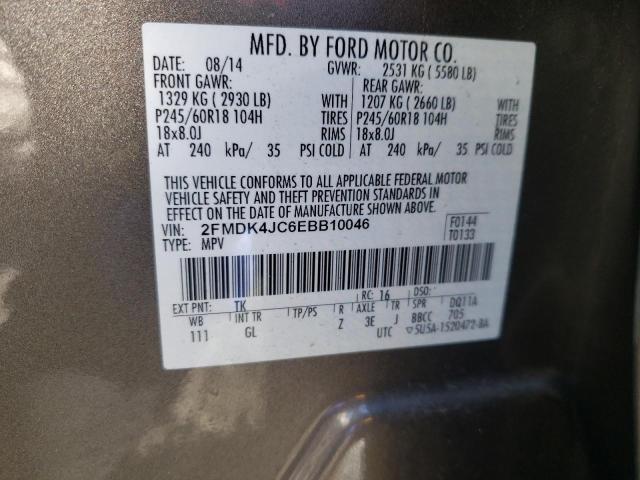 MFD. BY FORD MOTOR CO.
DATE: 08/14 GVWR: 2531 KG ( 5580 LB)
FRONT GAWR: REAR GAWR:
1329 KG ( 2930 LB) WITH 1207 KG ( 2660 LB) WITH
P245/60R18 104H TIRES P245/60R18 104H TIRES
18x8.0J RIMS 18x8.0J RIMS
AT 240 kPa/ 35 PSI COLD AT 240 kPa/ 35 PSI COLD
THIS VEHICLE CONFORMS TO ALL APPLICABLE FEDERAL MOTOR
VEHICLE SAFETY AND THEFT PREVENTION STANDARDS IN
EFFECT ON THE DATE OF MANUFACTURE SHOWN ABOVE.
VIN: 2FMDK4JC6EBB10046 F0144
TYPE: MPV T0133
EXT PNT: TK RC: 16 DSO:
WB INT TR TP/PS R AXLE TR SPR DQ11A
111 GL Z 3E J BBCC 705
UTC 5U5A-1520472-BA